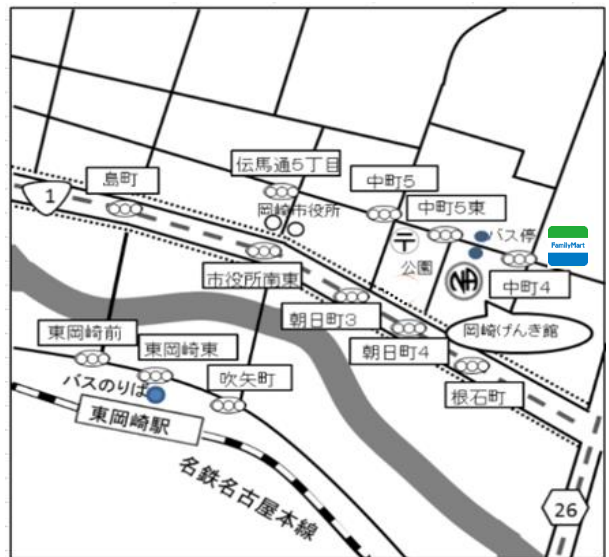 伝馬通5丁目
島町
中町5
1
岡崎市役所
中町5東
バス停
FamilyMart
〒
公園
市役所南東
中町4
朝日町3
岡崎げんき館
東岡崎前
東岡崎東
朝日町4
吹矢町
根石町
バスのりば
東岡崎駅
名鉄名古屋本線
26